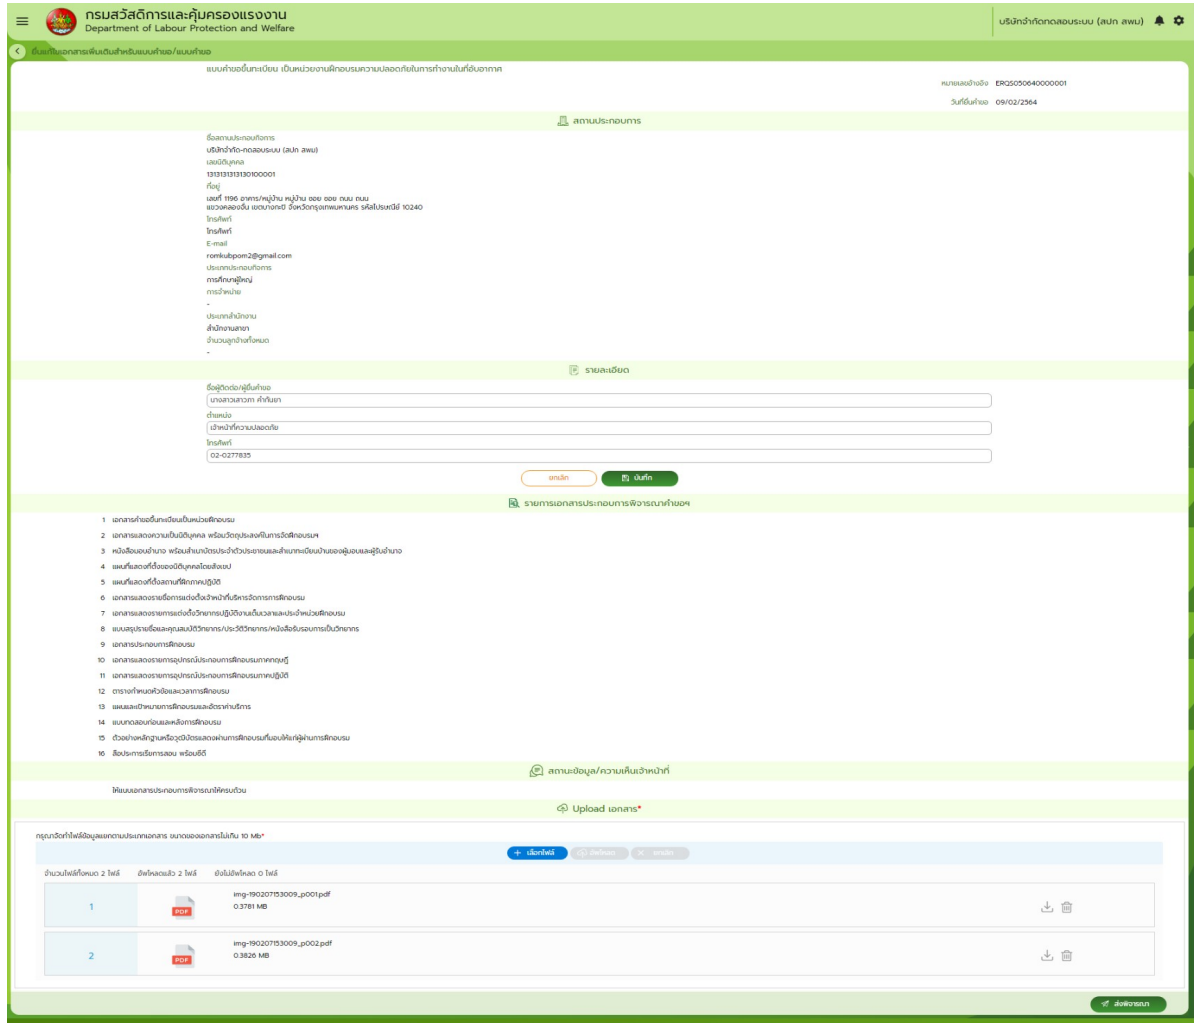 กรมสวัสดิการและคุ้มครองแรงงาน
Department of Labour Protection and Welfare
บริษัทจำกัดทดสอบระบบ (สปก สพม)
ยื่นแก้ไขเอกสารเพิ่มเติมสำหรับแบบคำขอ/แบบคำขอ
แบบคำขอขึ้นทะเบียน เป็นหน่วยงานฝึกอบรมความปลอดภัยในการทำงานในที่อับอากาศ
หมายเลขอ้างอิง ERQS050640000001
วันที่ยื่นคำขอ 09/02/2564
สถานประกอบการ
ชื่อสถานประกอบกิจการ
บริษัทจำกัด-ทดสอบระบบ (สปก สพม)
เลขนิติบุคคล
131313131313010001
ที่อยู่
เลขที่ 1196 อาคาร/หมู่บ้าน หมู่บ้าน ซอย ซอย ถนน ถนน
แขวงคลองจั่น เขตบางกะปิ จังหวัดกรุงเทพมหานคร รหัสไปรษณีย์ 10240
โทรศัพท์
โทรศัพท์
E-mail
romkubpom2@gmail.com
ประเภทประกอบกิจการ
การศึกษาผู้ใหญ่
การจำหน่าย
-
ประเภทสำนักงาน
สำนักงานสาขา
จำนวนลูกจ้างทั้งหมด
-
รายละเอียด
ชื่อผู้ติดต่อ/ผู้ยื่นคำขอ
นางสาวเสาวภา คำกันยา
ตำแหน่ง
เจ้าหน้าที่ความปลอดภัย
โทรศัพท์
02-0277835
ยกเลิก บันทึก
รายการเอกสารประกอบการพิจารณาคำขอฯ
1 เอกสารคำขอขึ้นทะเบียนเป็นหน่วยฝึกอบรม
2 เอกสารแสดงความเป็นนิติบุคคล พร้อมวัตถุประสงค์ในการจัดฝึกอบรมฯ
3 หนังสือมอบอำนาจ พร้อมสำเนาบัตรประจำตัวประชาชนและสำเนาทะเบียนบ้านของผู้มอบและผู้รับอำนาจ
4 แผนที่แสดงที่ตั้งของนิติบุคคลโดยสังเขป
5 แผนที่แสดงที่ตั้งสถานที่ฝึกภาคปฏิบัติ
6 เอกสารแสดงรายชื่อการแต่งตั้งเจ้าหน้าที่บริหารจัดการการฝึกอบรม
7 เอกสารแสดงรายการแต่งตั้งวิทยากรปฏิบัติงานเต็มเวลาและประจำหน่วยฝึกอบรม
8 แบบสรุปรายชื่อและคุณสมบัติวิทยากร/ประวัติวิทยากร/หนังสือรับรอบการเป็นวิทยากร
9 เอกสารประกอบการฝึกอบรม
10 เอกสารแสดงรายการอุปกรณ์ประกอบการฝึกอบรมภาคทฤษฎี
11 เอกสารแสดงรายการอุปกรณ์ประกอบการฝึกอบรมภาคปฏิบัติ
12 ตารางกำหนดหัวข้อและเวลาการฝึกอบรม
13 แผนและเป้าหมายการฝึกอบรมและอัตราค่าบริการ
14 แบบทดสอบก่อนและหลังการฝึกอบรม
15 ตัวอย่างหลักฐานหรือวุฒิบัตรแสดงผ่านการฝึกอบรมที่มอบให้แก่ผู้ผ่านการฝึกอบรม
16 สื่อประการเรียการสอน พร้อมซีดี
สถานะข้อมูล/ความเห็นเจ้าหน้าที่
ให้แนบเอกสารประกอบการพิจารณาให้ครบถ้วน
Upload เอกสาร*
กรุณาจัดทำไฟล์ข้อมูลแยกตามประเภทเอกสาร ขนาดของเอกสารไม่เกิน 10 Mb*
เลือกไฟล์ อัพโหลด ยกเลิก
จำนวนไฟล์ทั้งหมด 2 ไฟล์ อัพโหลดแล้ว 2 ไฟล์ ยังไม่อัพโหลด 0 ไฟล์
1 PDF img-190207153009_p001.pdf
0.3781 MB
2 PDF img-190207153009_p002.pdf
0.3826 MB
ส่งพิจารณา